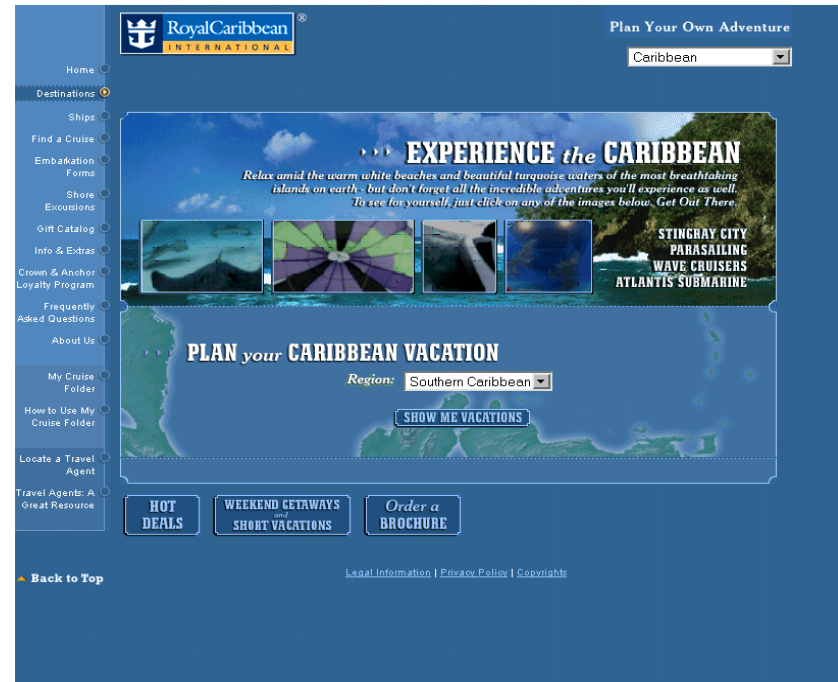 RoyalCaribbean®
INTERNATIONAL
Plan Your Own Adventure
Caribbean
Home
Destinations
Ships
Find a Cruise
Embarkation
Forms
Shore
Excursions
Gift Catalog
Info & Extras
Crown & Anchor
Loyalty Program
Frequently
Asked Questions
About Us
My Cruise
Folder
How to Use My
Cruise Folder
Locate a Travel
Agent
Travel Agents: A
Great Resource
EXPERIENCE the CARIBBEAN
Relax amid the warm white beaches and beautiful turquoise waters of the most breathtaking
islands on earth - but don't forget all the incredible adventures you'll experience as well.
To see for yourself, just click on any of the images below. Get Out There.
STINGRAY CITY
PARASAILING
WAVE CRUISERS
ATLANTIS SUBMARINE
PLAN your CARIBBEAN VACATION
Region: Southern Caribbean
SHOW ME VACATIONS
HOT
DEALS
WEEKEND GETAWAYS
and
SHORT VACATIONS
Order a
BROCHURE
Back to Top
Legal Information | Privacy Policy | Copyrights